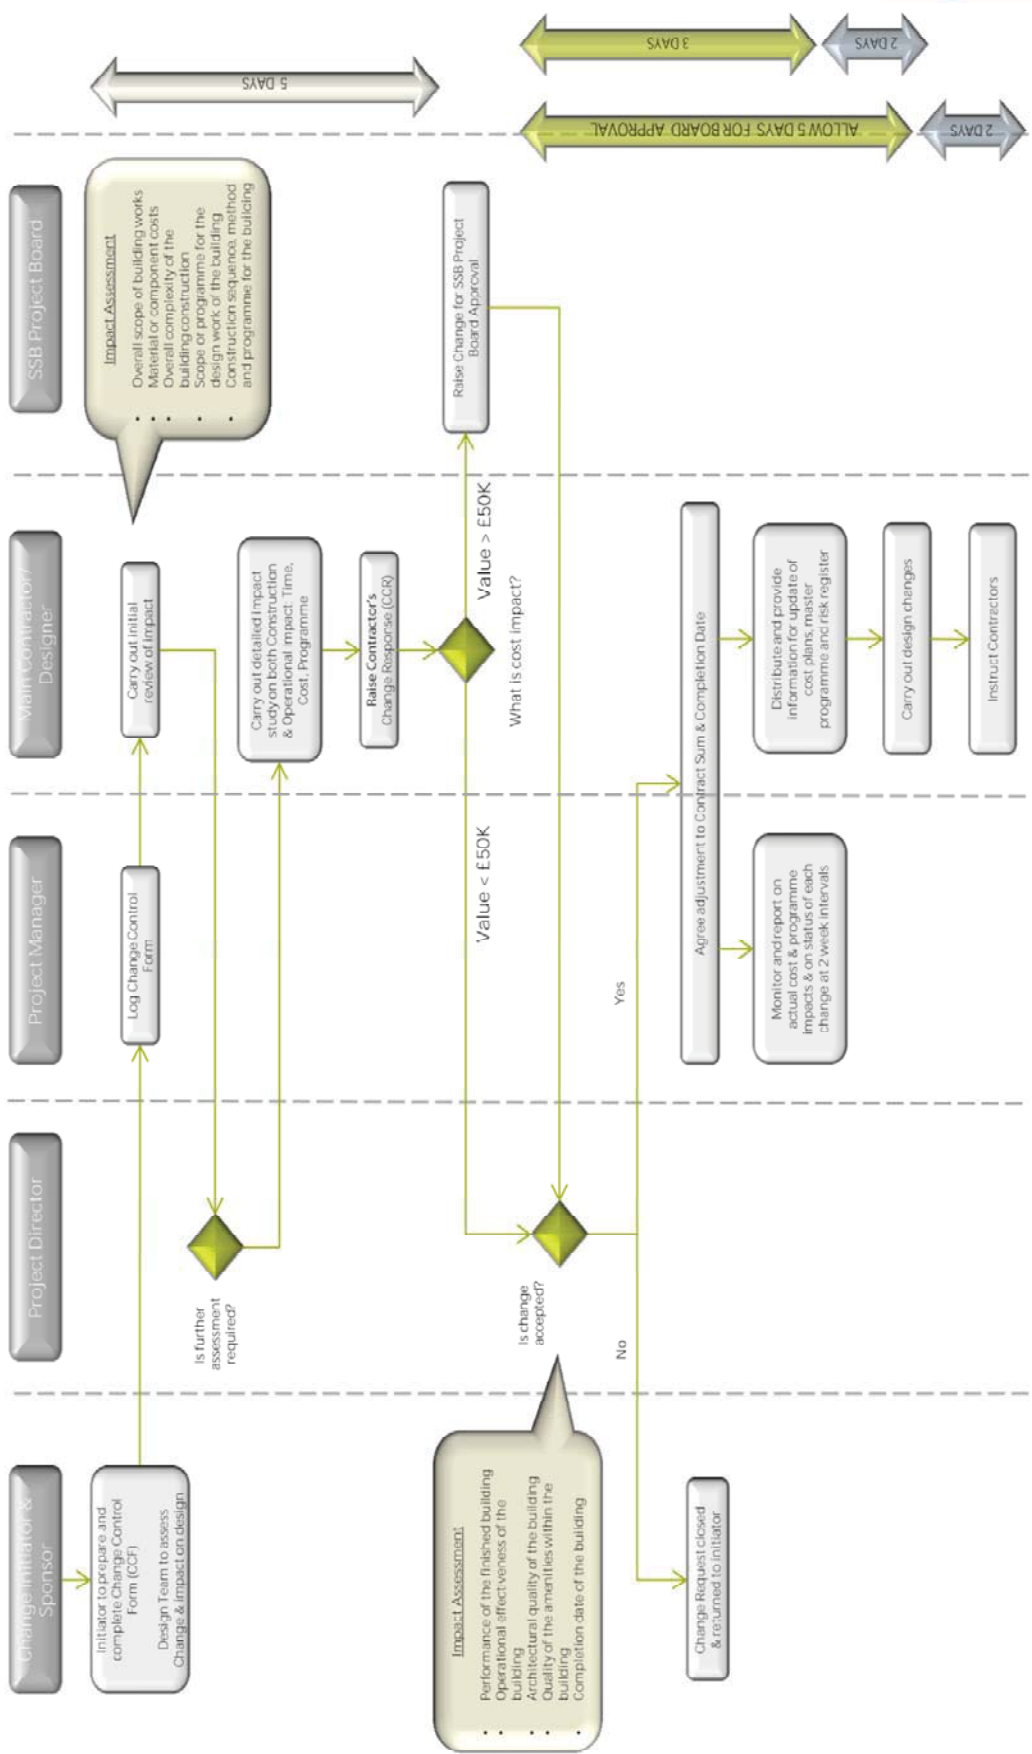 Change Initiator &
Sponsor
Project Director
Project Manager
Main Contractor/
Designer
SSB Project Board
Initiator to prepare and
complete Change Control
Form (CCF)
Design Team to assess
Change & impact on design
Log Change Control
Form
Carry out initial
review of impact
Impact Assessment
• Overall scope of building works
• Material or component costs
• Overall complexity of the
building construction
• Scope or programme for the
design work of the building
• Construction sequence, method
and programme for the building
5 DAYS
Is further
assessment
required?
Carry out detailed impact
study on both Construction
& Operational Impact: Time,
Cost, Programme
Raise Contractor's
Change Response (CCR)
Value < £50K
What is cost impact?
Value > £50K
Raise Change for SSB Project
Board Approval
Impact Assessment
• Performance of the finished building
• Operational effectiveness of the
building
• Architectural quality of the building
• Quality of the amenities within the
building
• Completion date of the building
Is change
accepted?
No
Yes
Change Request closed
& returned to initiator
Agree adjustment to Contract Sum & Completion Date
Monitor and report on
actual cost & programme
impacts & on status of each
change at 2 week intervals
Distribute and provide
information for update of
cost plans, master
programme and risk register
Carry out design changes
Instruct Contractors
ALLOW 5 DAYS FOR BOARD APPROVAL
2 DAYS
3 DAYS
2 DAYS